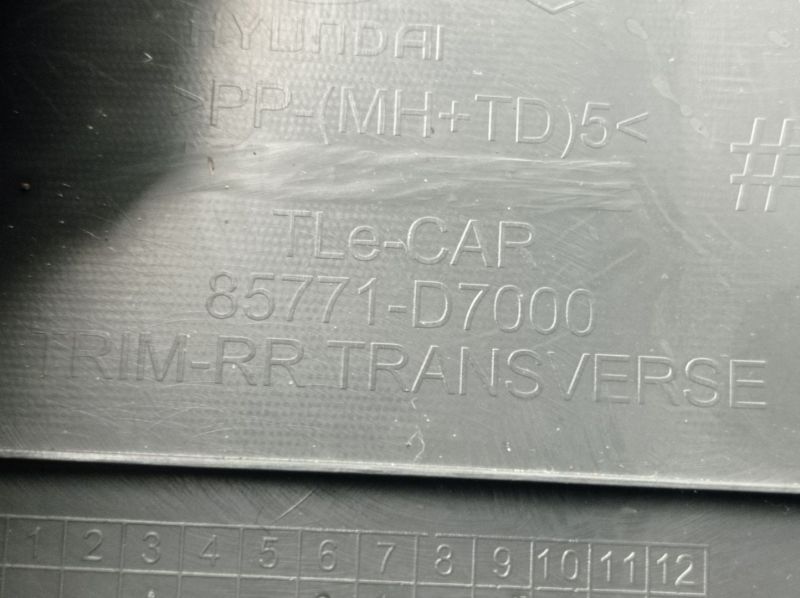 HYUNDAI
>PP-(MH+TD)5<
#
TLe-CAP
85771-D7000
TRIM-RR TRANSVERSE
1 2 3 4 5 6 7 8 9 10 11 12